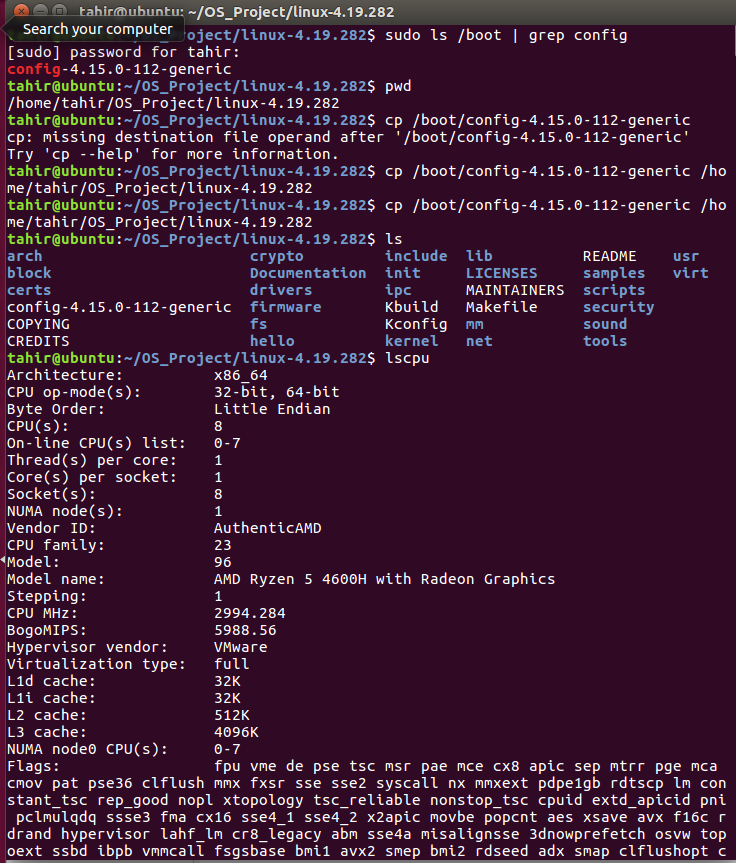 tahir@ubuntu: ~/OS_Project/linux-4.19.282
Search your computer
/OS_Project/linux-4.19.282$ sudo ls /boot | grep config
[sudo] password for tahir:
config-4.15.0-112-generic
tahir@ubuntu:~/OS_Project/linux-4.19.282$ pwd
/home/tahir/OS_Project/linux-4.19.282
tahir@ubuntu:~/OS_Project/linux-4.19.282$ cp /boot/config-4.15.0-112-generic
cp: missing destination file operand after '/boot/config-4.15.0-112-generic'
Try 'cp --help' for more information.
tahir@ubuntu:~/OS_Project/linux-4.19.282$ cp /boot/config-4.15.0-112-generic /ho
me/tahir/OS_Project/linux-4.19.282
tahir@ubuntu:~/OS_Project/linux-4.19.282$ cp /boot/config-4.15.0-112-generic /ho
me/tahir/OS_Project/linux-4.19.282
tahir@ubuntu:~/OS_Project/linux-4.19.282$ ls
arch crypto include lib README usr
block Documentation init LICENSES samples virt
certs drivers ipc MAINTAINERS scripts
config-4.15.0-112-generic firmware Kbuild Makefile security
COPYING fs Kconfig mm sound
CREDITS hello kernel net tools
tahir@ubuntu:~/OS_Project/linux-4.19.282$ lscpu
Architecture: x86_64
CPU op-mode(s): 32-bit, 64-bit
Byte Order: Little Endian
CPU(s): 8
On-line CPU(s) list: 0-7
Thread(s) per core: 1
Core(s) per socket: 1
Socket(s): 8
NUMA node(s): 1
Vendor ID: AuthenticAMD
CPU family: 23
Model: 96
Model name: AMD Ryzen 5 4600H with Radeon Graphics
Stepping: 1
CPU MHz: 2994.284
BogoMIPS: 5988.56
Hypervisor vendor: VMware
Virtualization type: full
L1d cache: 32K
L1i cache: 32K
L2 cache: 512K
L3 cache: 4096K
NUMA node0 CPU(s): 0-7
Flags: fpu vme de pse tsc msr pae mce cx8 apic sep mtrr pge mca
cmov pat pse36 clflush mmx fxsr sse sse2 syscall nx mmxext pdpe1gb rdtscp lm con
stant_tsc rep_good nopl xtopology tsc_reliable nonstop_tsc cpuid extd_apicid pni
pclmulqdq ssse3 fma cx16 sse4_1 sse4_2 x2apic movbe popcnt aes xsave avx f16c r
drand hypervisor lahf_lm cr8_legacy abm sse4a misalignsse 3dnowprefetch osvw top
oext ssbd ibpb vmmcall fsgsbase bmi1 avx2 smep bmi2 rdseed adx smap clflushopt c